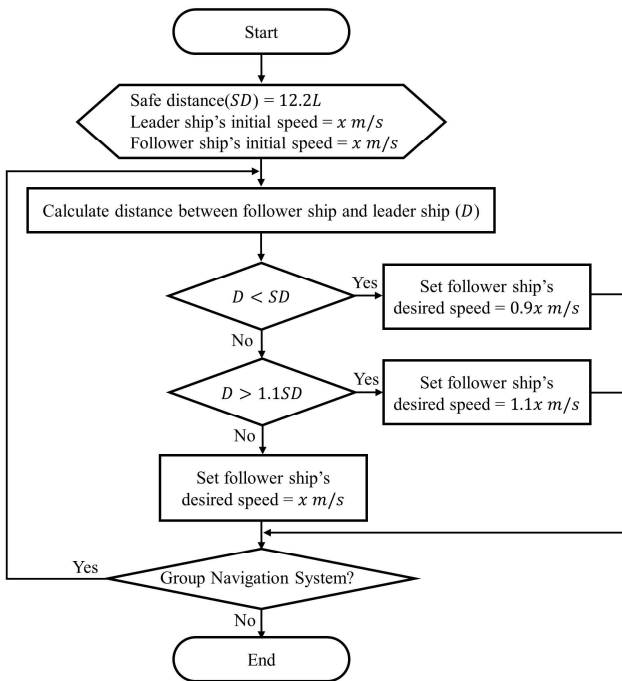 Start
Safe distance(SD) = 12.2L
Leader ship's initial speed = x m/s
Follower ship's initial speed = x m/s
Calculate distance between follower ship and leader ship (D)
D < SD
Yes
Set follower ship's
desired speed = 0.9x m/s
No
D > 1.1SD
Yes
Set follower ship's
desired speed = 1.1x m/s
No
Set follower ship's
desired speed = x m/s
Group Navigation System?
Yes
No
End